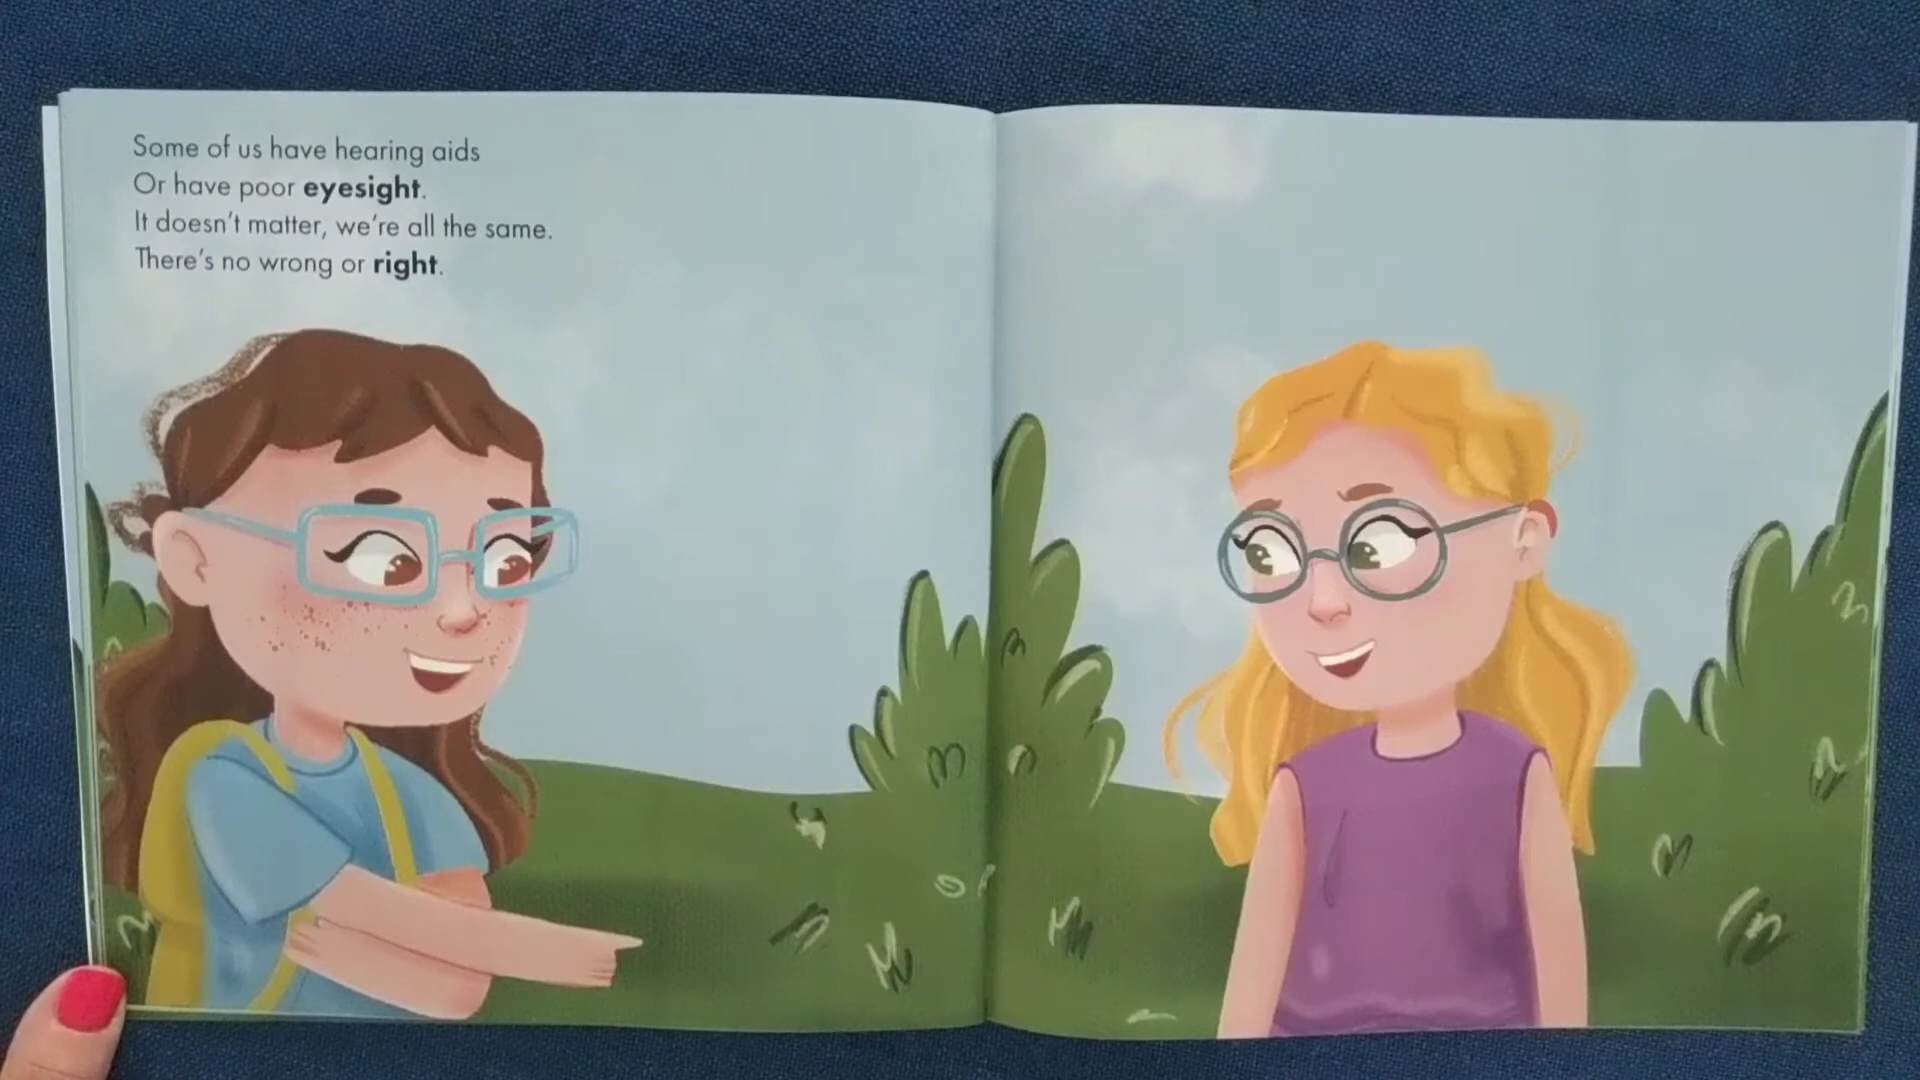 Some of us have hearing aids
Or have poor eyesight.
It doesn't matter, we're all the same.
There's no wrong or right.